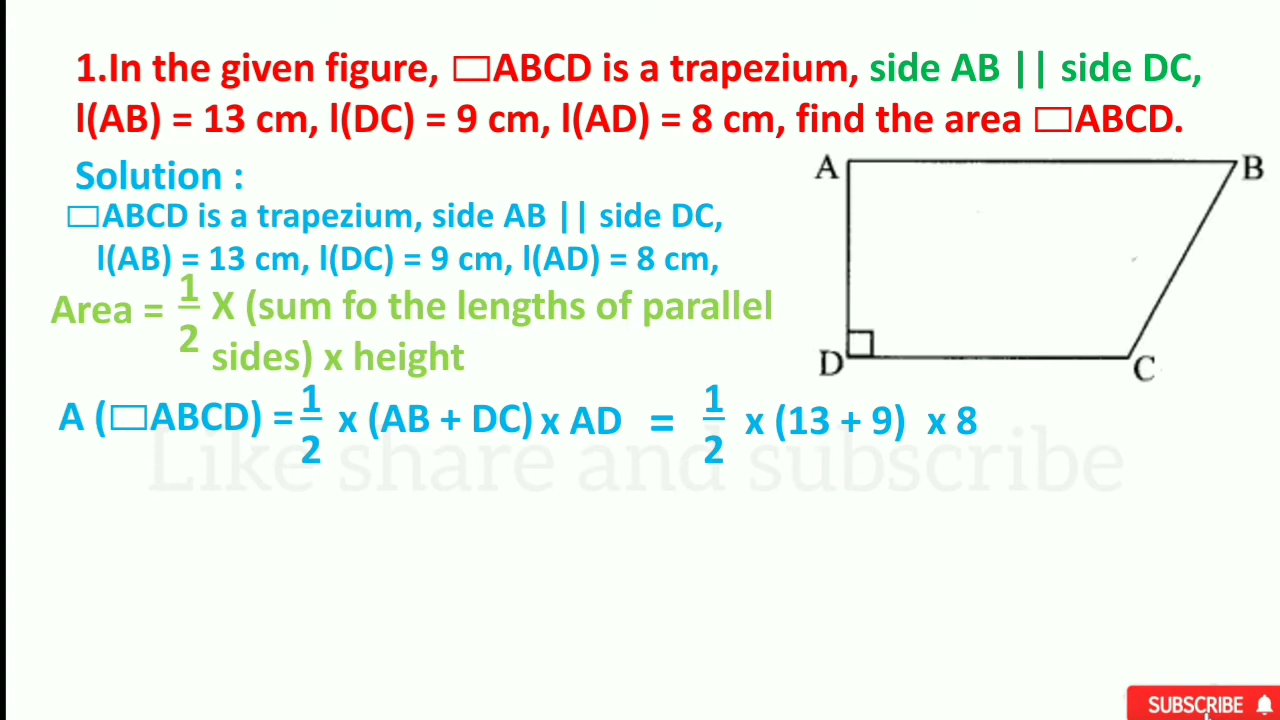 1.In the given figure, □ABCD is a trapezium, side AB || side DC,
l(AB) = 13 cm, l(DC) = 9 cm, l(AD) = 8 cm, find the area □ABCD.
Solution :
□ABCD is a trapezium, side AB || side DC,
l(AB) = 13 cm, l(DC) = 9 cm, l(AD) = 8 cm,
Area = 1/2 X (sum fo the lengths of parallel
sides) x height
A (□ABCD) = 1/2 x (AB + DC) x AD = 1/2 x (13 + 9) x 8
A
B
D
C
Like share and subscribe
SUBSCRIBE